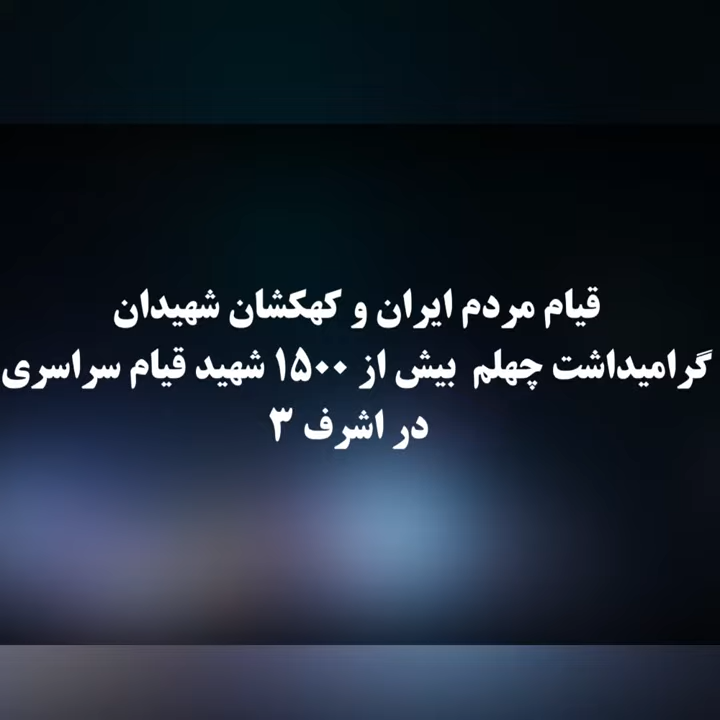 قیام مردم ایران و کهکشان شهیدان
گرامیداشت چهلم بیش از ۱۵۰۰ شهید قیام سراسری
در اشرف ۳